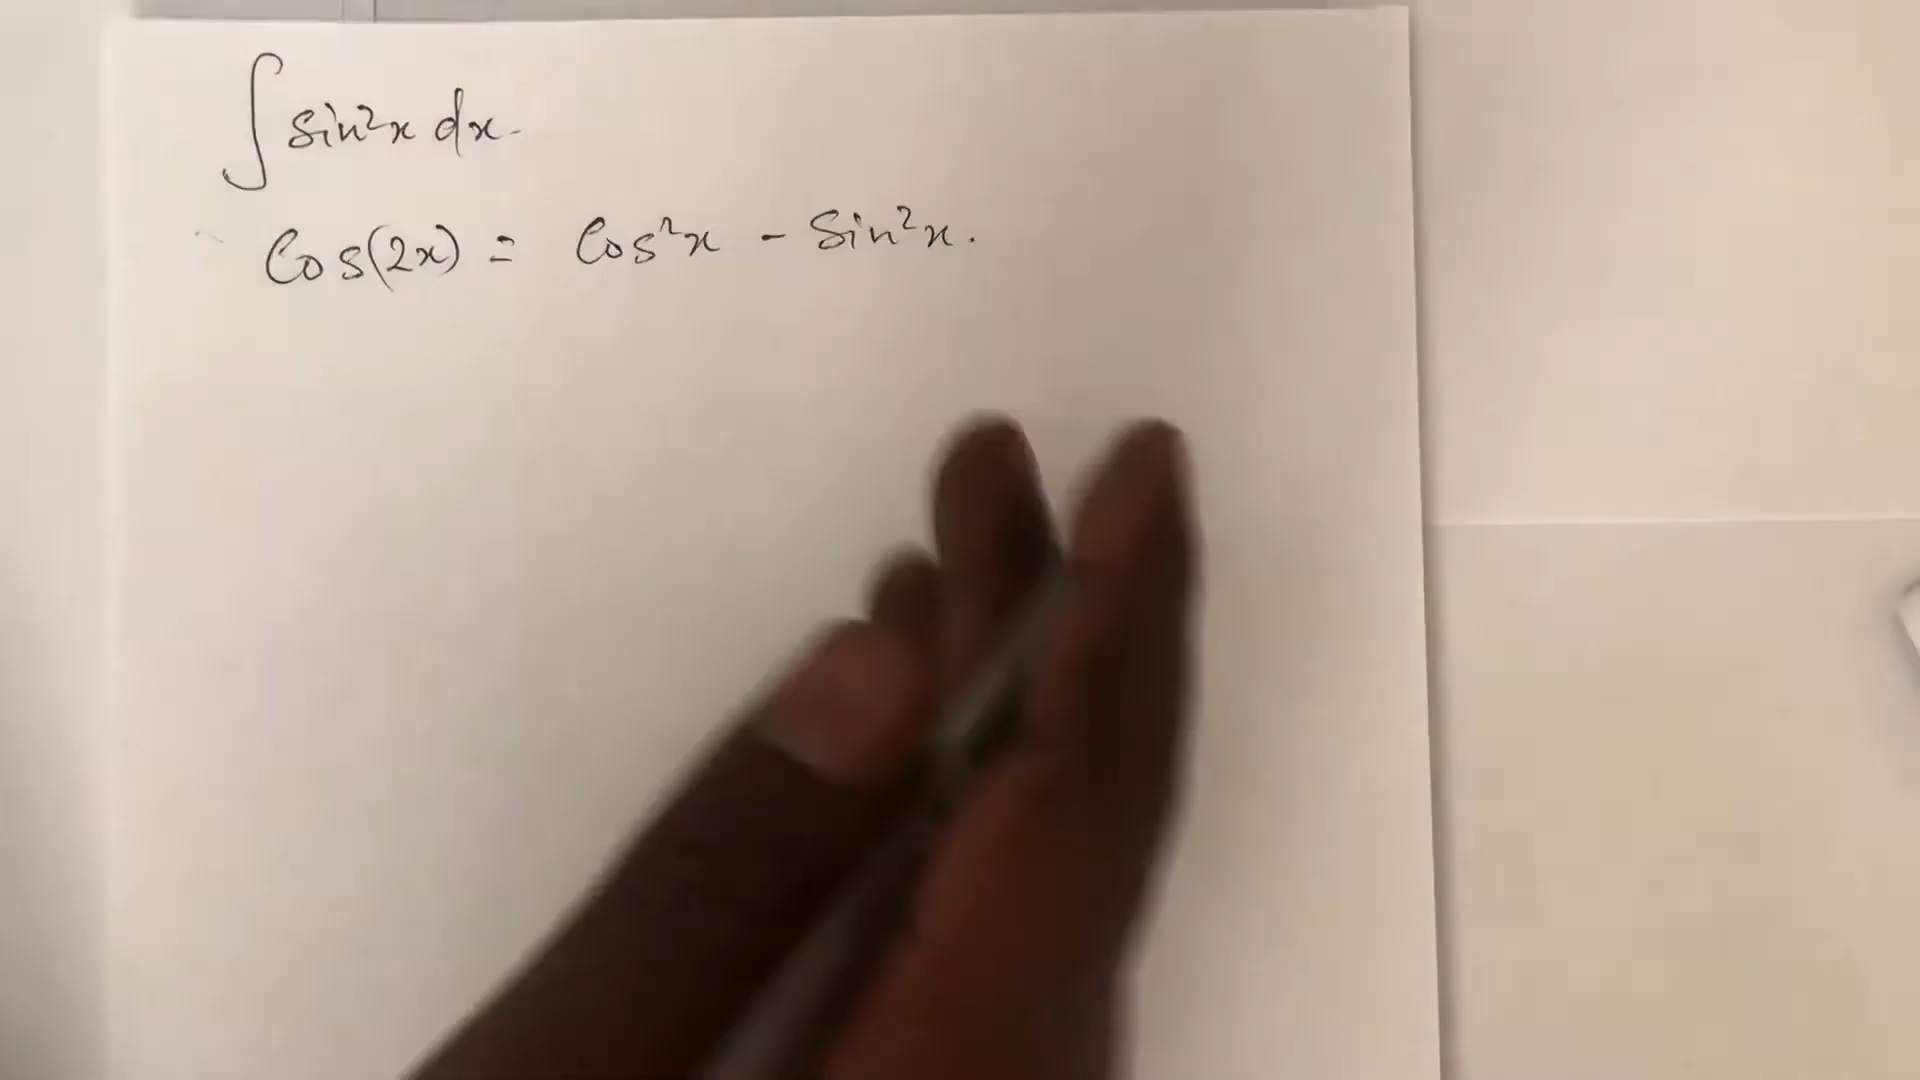 ∫ sin²x dx.
Cos(2x) = Cos²x - Sin²x.